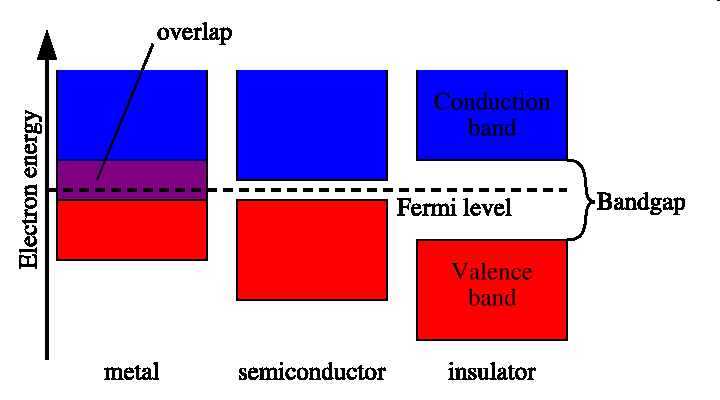 overlap
Conduction
band
Electron energy
Fermi level
Bandgap
Valence
band
metal
semiconductor
insulator